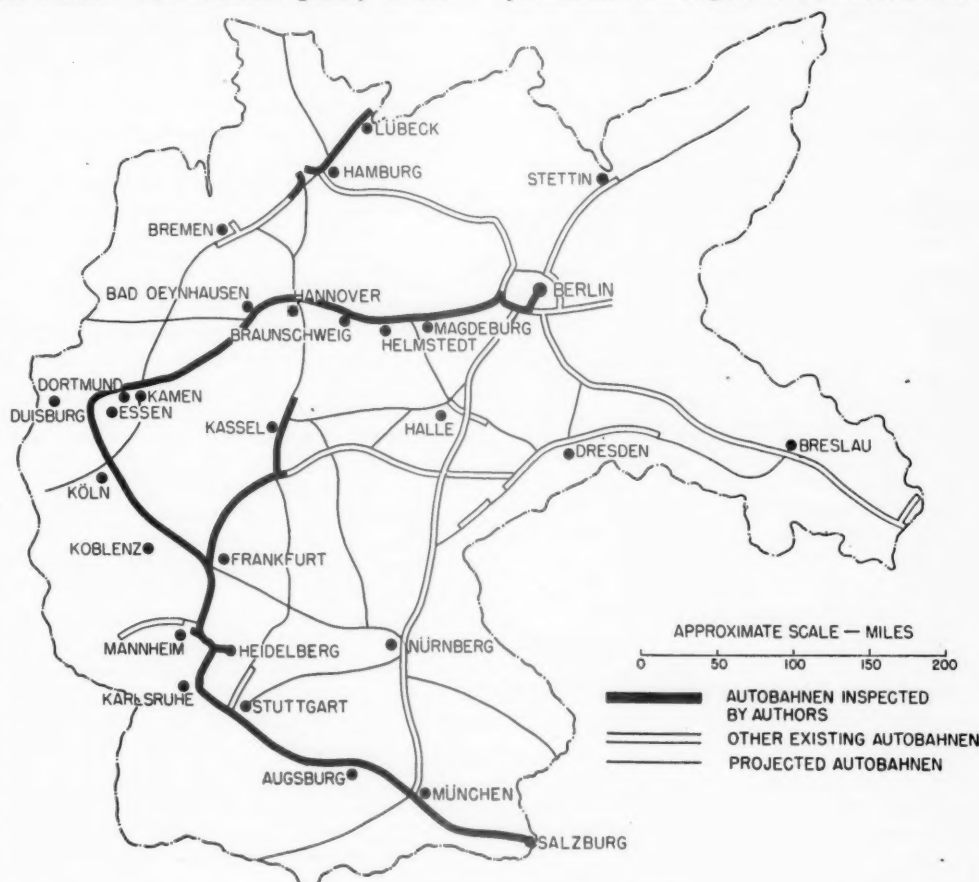 LÜBECK
HAMBURG
STETTIN
BREMEN
BERLIN
BAD OEYNHAUSEN
HANNOVER
BRAUNSCHWEIG
MAGDEBURG
HELMSTEDT
DORTMUND
KAMEN
DUISBURG
ESSEN
KASSEL
HALLE
BRESLAU
DRESDEN
KÖLN
KOBLENZ
FRANKFURT
MANNHEIM
HEIDELBERG
NÜRNBERG
KARLSRUHE
STUTTGART
AUGSBURG
MÜNCHEN
SALZBURG
APPROXIMATE SCALE — MILES
0 50 100 150 200
AUTOBAHNEN INSPECTED
BY AUTHORS
OTHER EXISTING AUTOBAHNEN
PROJECTED AUTOBAHNEN